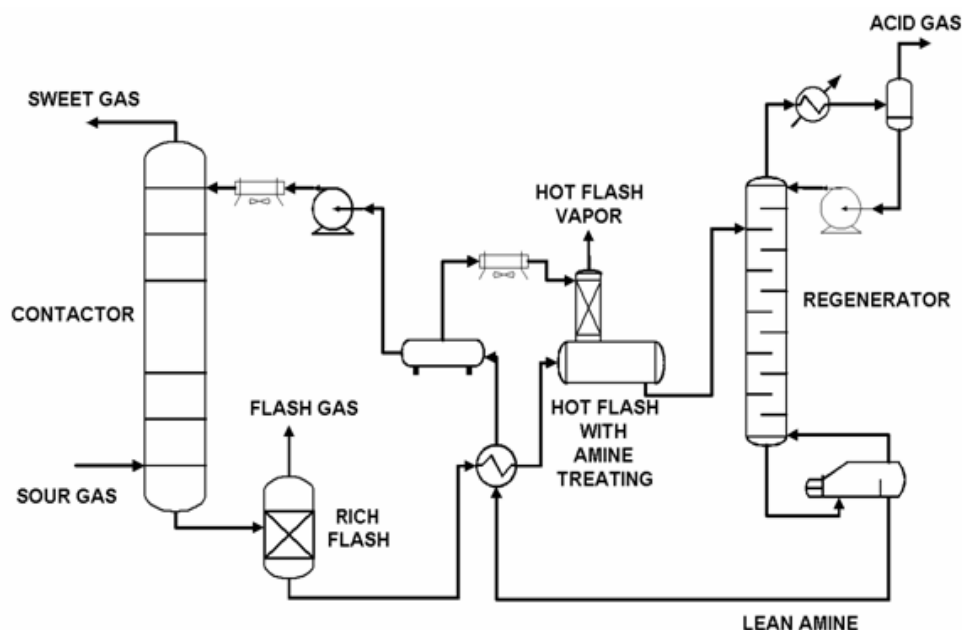 ACID GAS
SWEET GAS
HOT FLASH
VAPOR
CONTACTOR
REGENERATOR
FLASH GAS
HOT FLASH
WITH
AMINE
TREATING
SOUR GAS
RICH
FLASH
LEAN AMINE